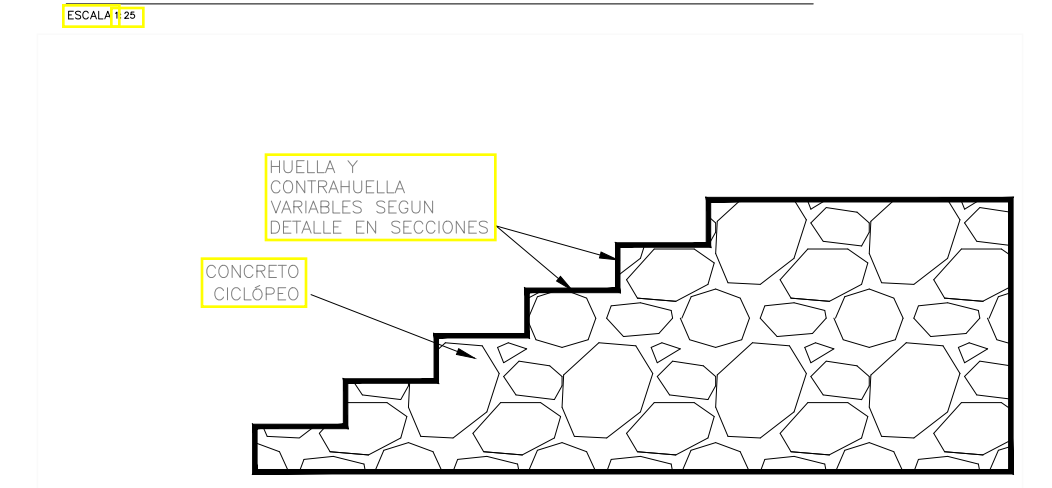 ESCALA 1: 25
HUELLA Y
CONTRAHUELLA
VARIABLES SEGUN
DETALLE EN SECCIONES
CONCRETO
CICLÓPEO